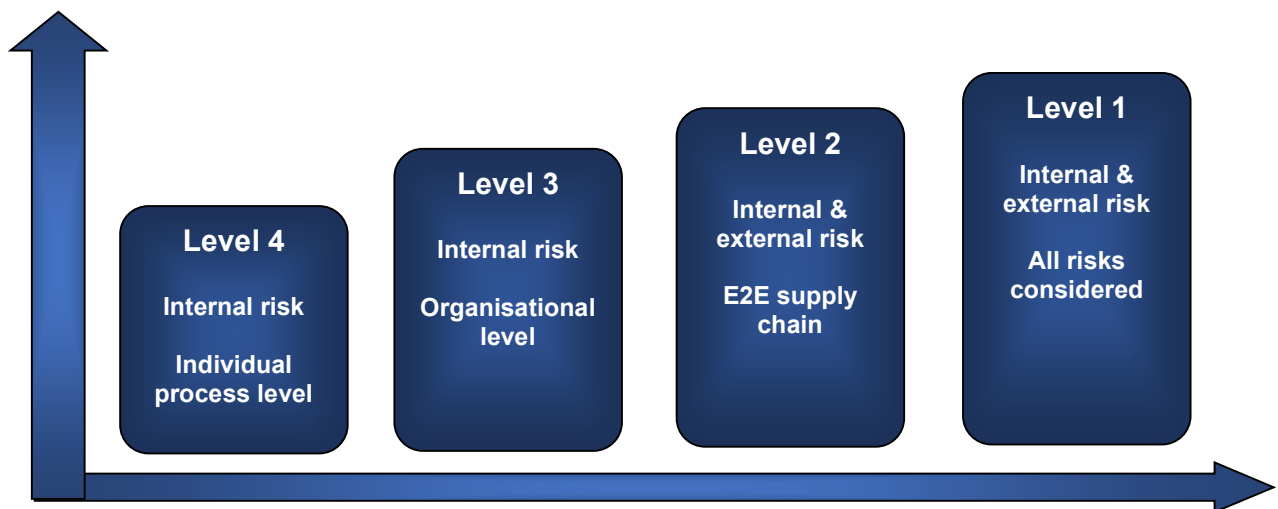 Level 4
Internal risk
Individual
process level
Level 3
Internal risk
Organisational
level
Level 2
Internal &
external risk
E2E supply
chain
Level 1
Internal &
external risk
All risks
considered